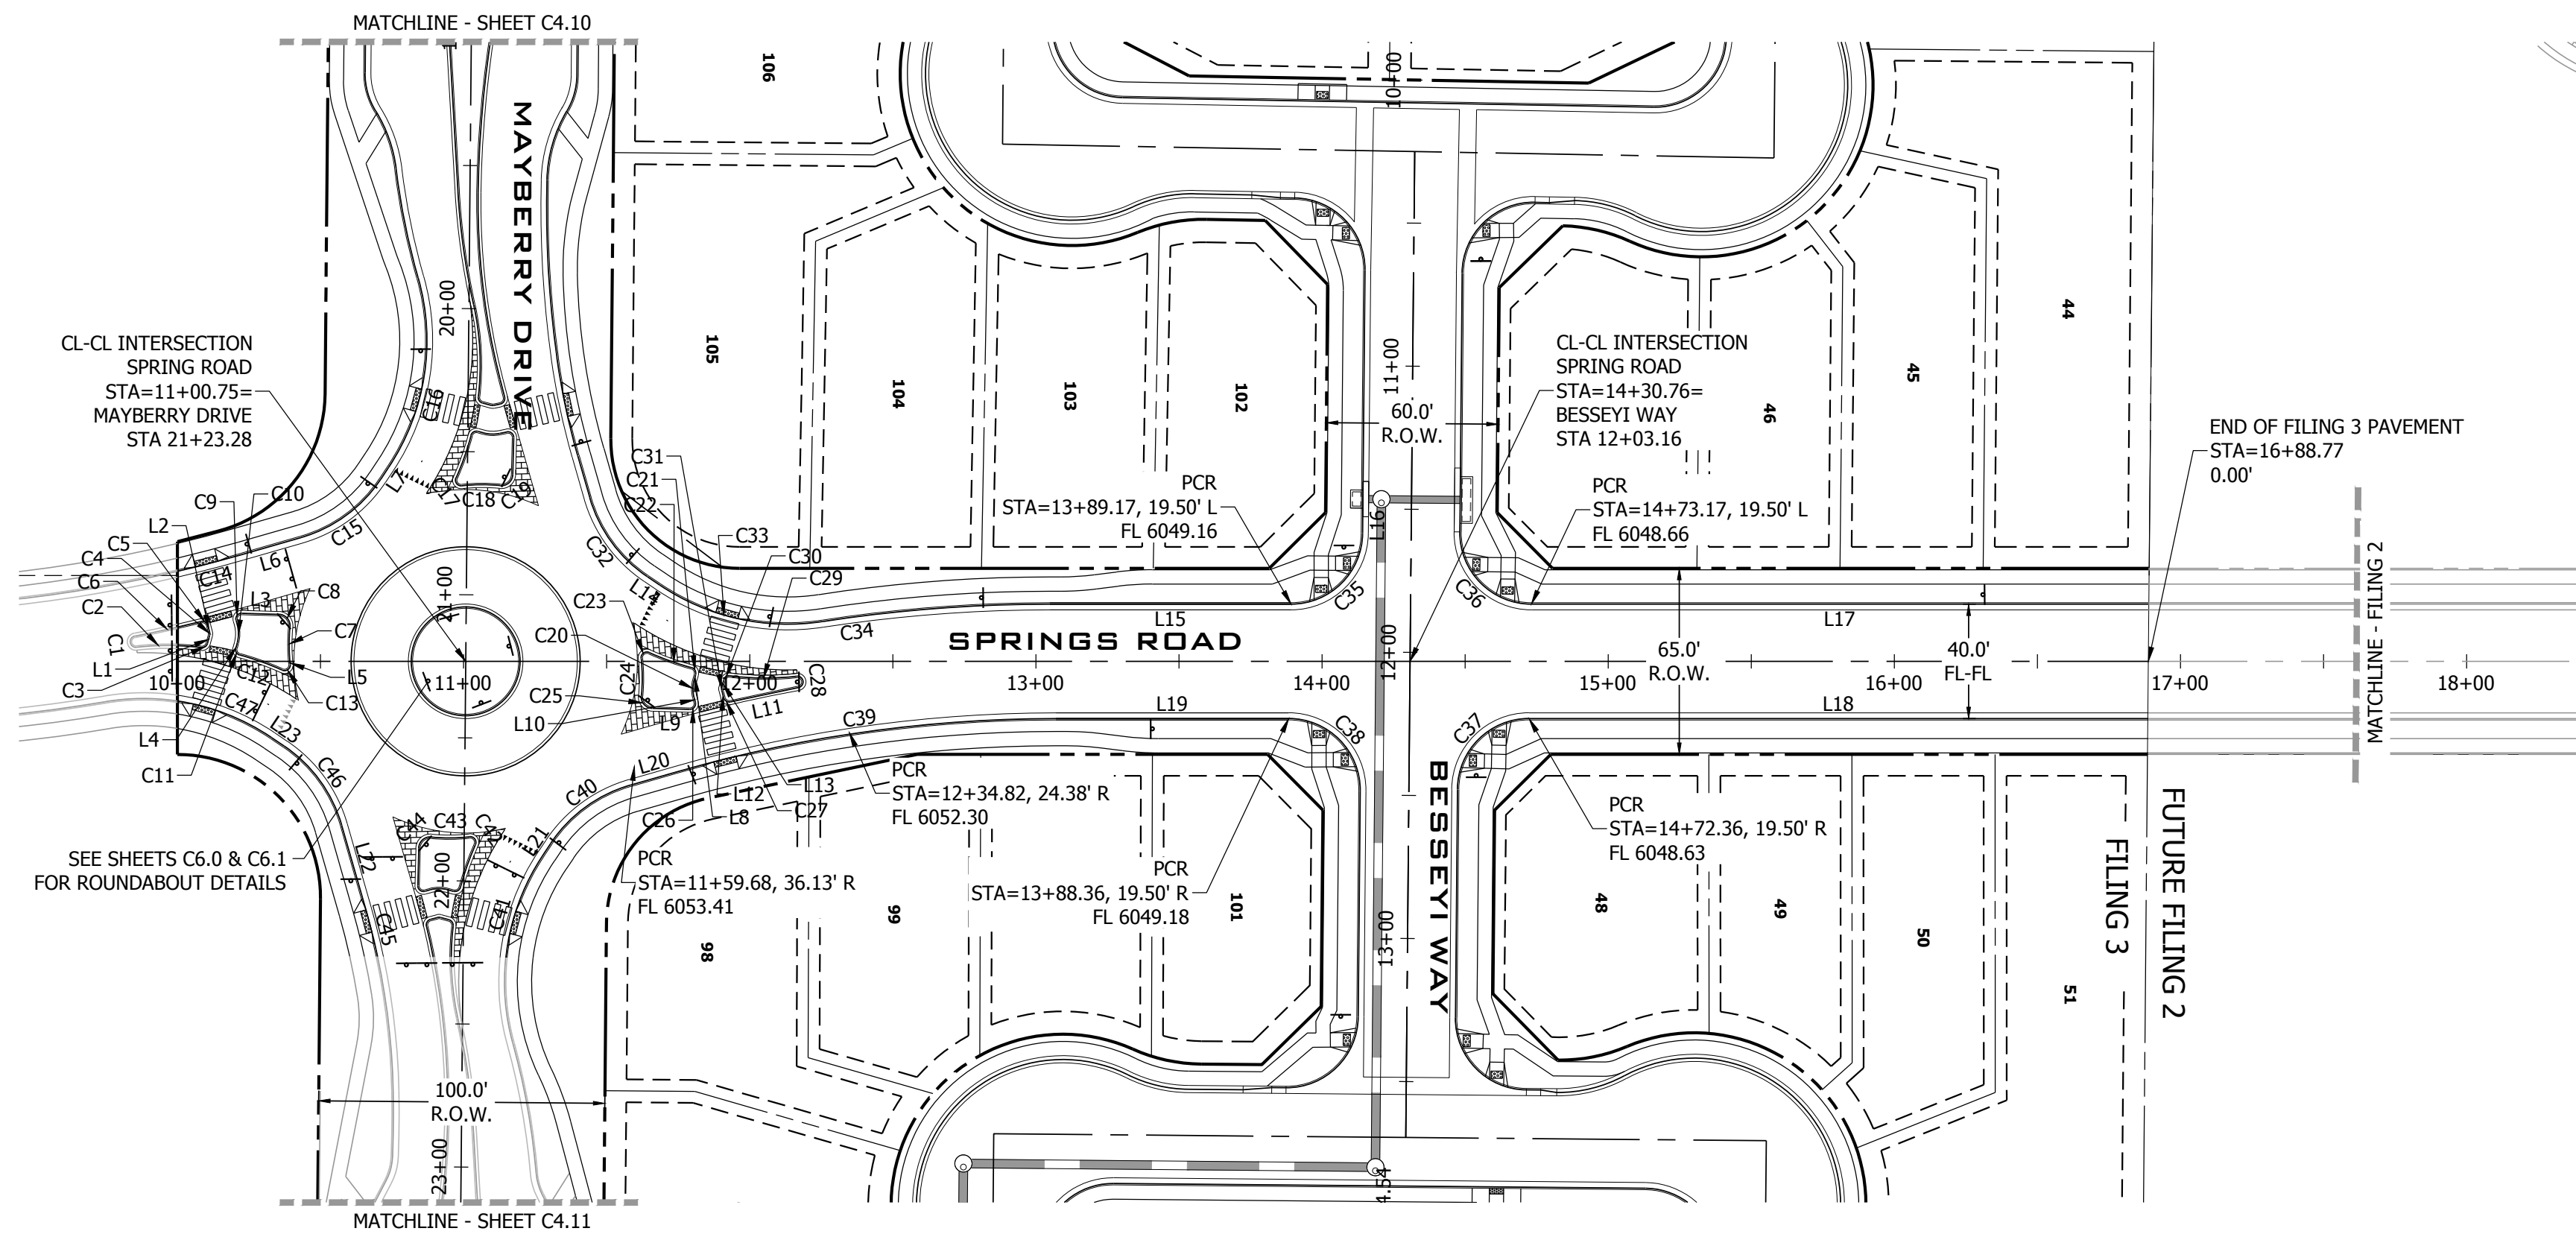 MATCHLINE - SHEET C4.10
MAYBERRY DRIVE
106
10+00
20+00
105
104
103
102
11+00
60.0'
R.O.W.
46
45
44
CL-CL INTERSECTION
SPRING ROAD
STA=11+00.75=
MAYBERRY DRIVE
STA 21+23.28
CL-CL INTERSECTION
SPRING ROAD
STA=14+30.76=
BESSEYI WAY
STA 12+03.16
END OF FILING 3 PAVEMENT
STA=16+88.77
0.00'
PCR
STA=13+89.17, 19.50' L
FL 6049.16
PCR
STA=14+73.17, 19.50' L
FL 6048.66
C16
C17
C18
C19
L7
C15
L6
C9
C10
L2
C5
C4
C6
C2
C1
L1
C3
C14
L3
C8
C7
L5
C13
C12
C47
L23
L4
C11
C46
C31
C21
C22
C33
C30
C29
C32
L14
C23
C20
C24
C25
L10
L9
C28
L11
C34
L15
L16
C35
C36
L17
SPRINGS ROAD
21+00
10+00
11+00
12+00
13+00
14+00
15+00
16+00
17+00
18+00
12+00
65.0'
R.O.W.
40.0'
FL-FL
MATCHLINE - FILING 2
L19
L18
C39
C38
C37
L20
C40
C26
L8
L12
L13
C27
PCR
STA=12+34.82, 24.38' R
FL 6052.30
PCR
STA=11+59.68, 36.13' R
FL 6053.41
PCR
STA=13+88.36, 19.50' R
FL 6049.18
PCR
STA=14+72.36, 19.50' R
FL 6048.63
SEE SHEETS C6.0 & C6.1
FOR ROUNDABOUT DETAILS
C44
C43
C42
L21
L22
22+00
C41
C45
98
99
101
BESSEYI WAY
13+00
48
49
50
51
FILING 3
FUTURE FILING 2
100.0'
R.O.W.
23+00
4.54
MATCHLINE - SHEET C4.11